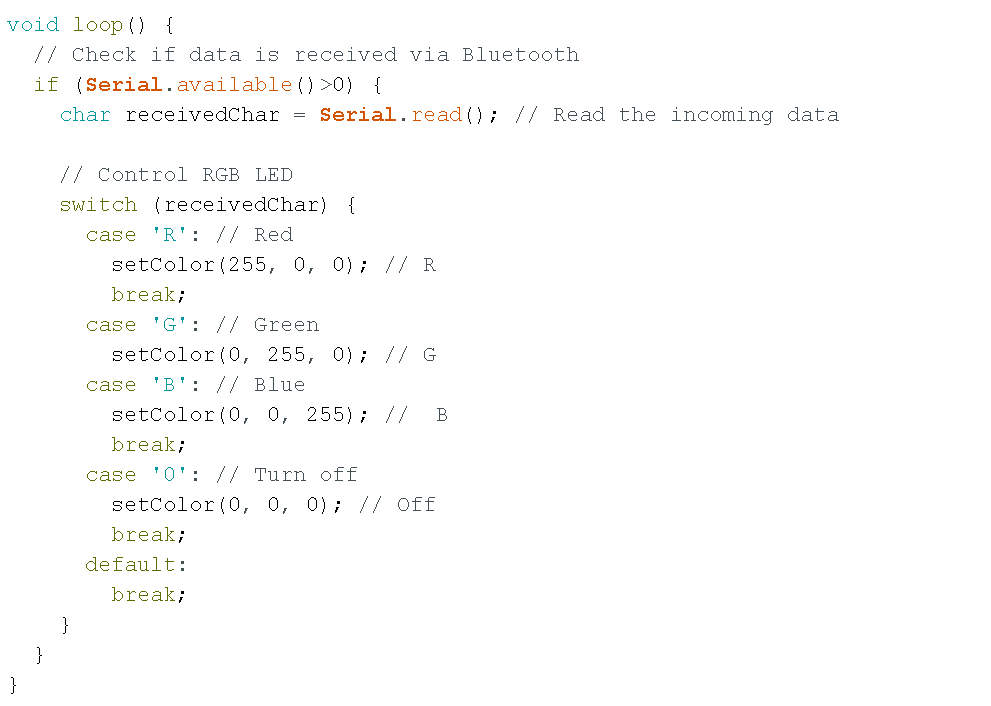 void loop() {
  // Check if data is received via Bluetooth
  if (Serial.available()>0) {
    char receivedChar = Serial.read(); // Read the incoming data

    // Control RGB LED
    switch (receivedChar) {
      case 'R': // Red
        setColor(255, 0, 0); // R
        break;
      case 'G': // Green
        setColor(0, 255, 0); // G
      case 'B': // Blue
        setColor(0, 0, 255); //  B
        break;
      case '0': // Turn off
        setColor(0, 0, 0); // Off
        break;
      default:
        break;
    }
  }
}